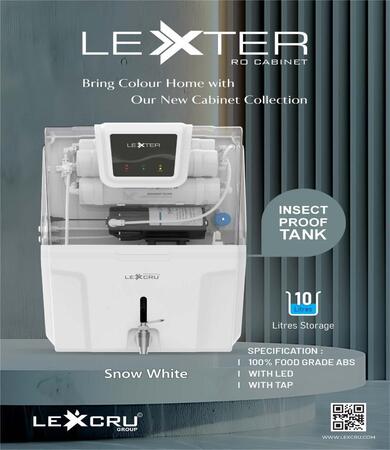 LEXTER
RO CABINET
Bring Colour Home with
Our New Cabinet Collection
LEXTER
INSECT
PROOF
TANK
LEXCRU
10
Litres
Litres Storage
SPECIFICATION :
I 100% FOOD GRADE ABS
I WITH LED
I WITH TAP
Snow White
LEXCRU©
GROUP
WWW.LEXCRU.COM